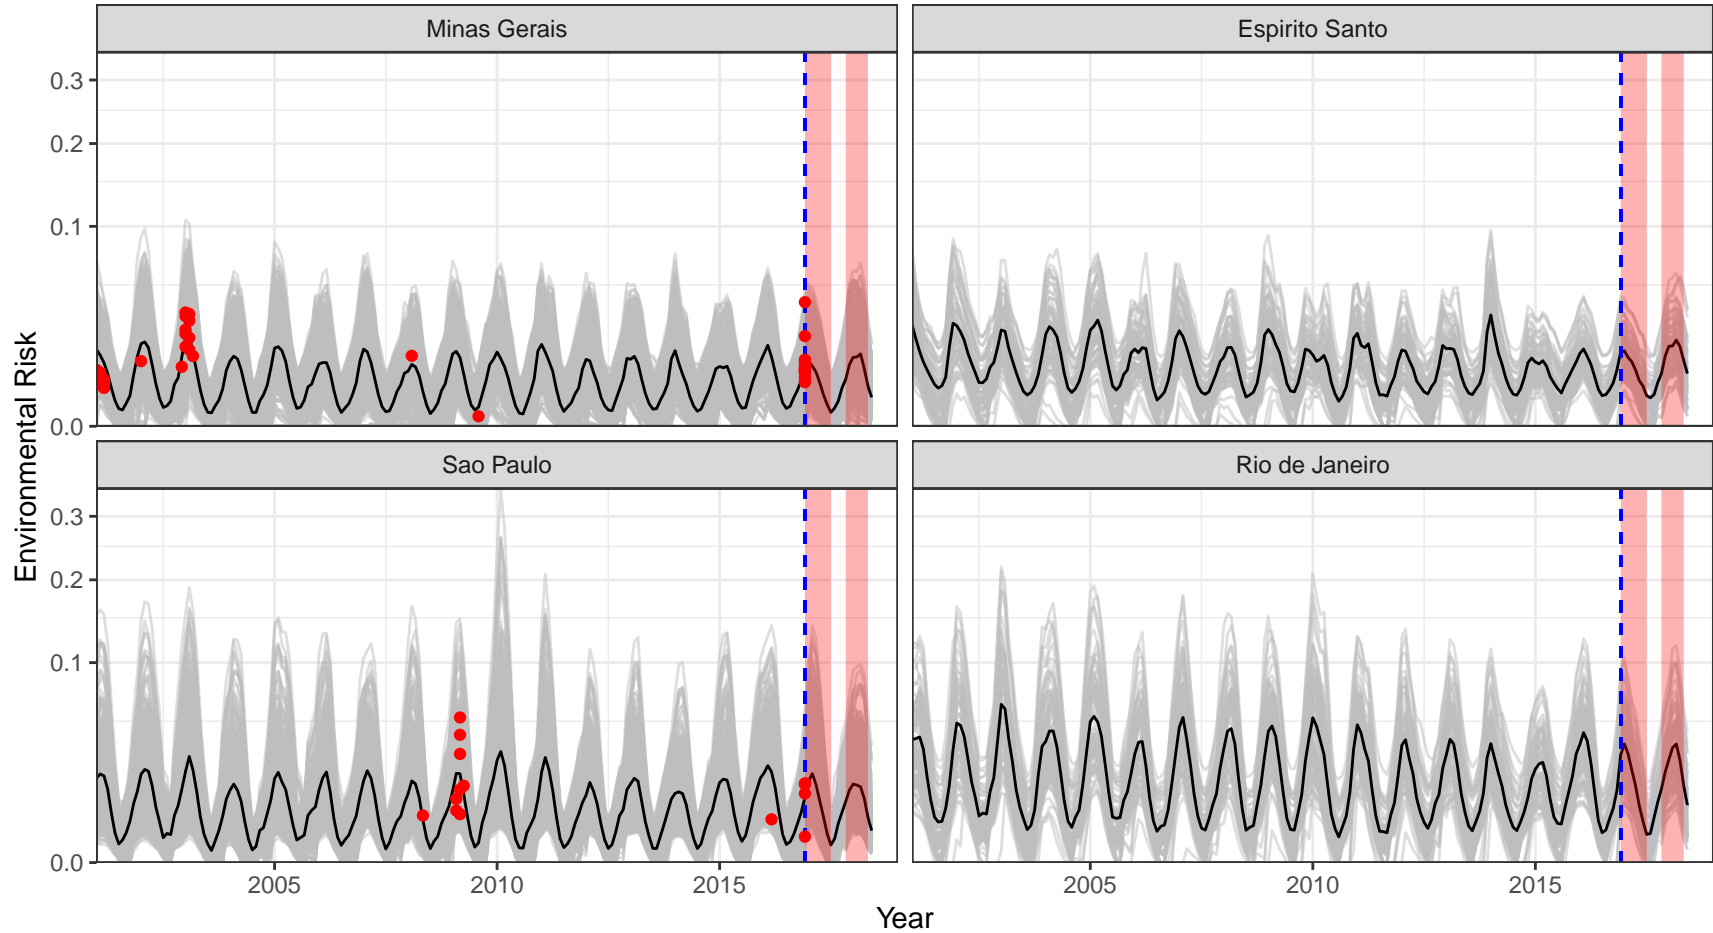 Minas Gerais
Espirito Santo
0.3
0.2
0.1
0.0
Sao Paulo
Rio de Janeiro
0.3
0.2
0.1
0.0
2005
2010
2015
2005
2010
2015
Environmental Risk
Year